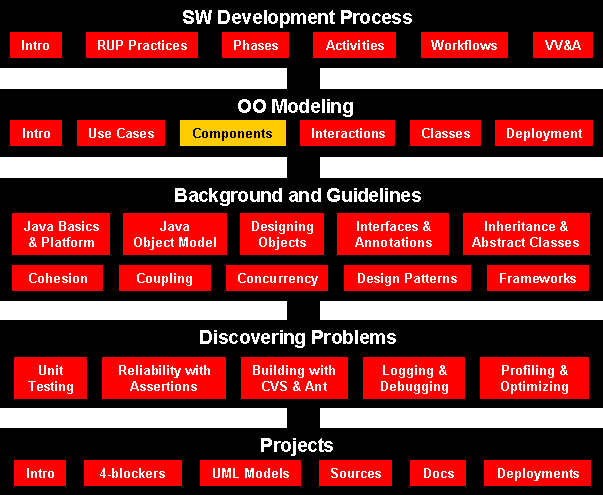 SW Development Process
Intro RUP Practices Phases Activities Workflows VV&A
OO Modeling
Intro Use Cases Components Interactions Classes Deployment
Background and Guidelines
Java Basics & Platform Java Object Model Designing Objects Interfaces & Annotations Inheritance & Abstract Classes
Cohesion Coupling Concurrency Design Patterns Frameworks
Discovering Problems
Unit Testing Reliability with Assertions Building with CVS & Ant Logging & Debugging Profiling & Optimizing
Projects
Intro 4-blockers UML Models Sources Docs Deployments